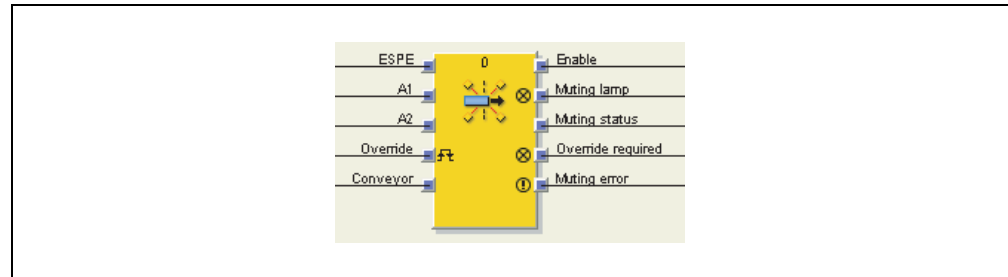 ESPE
0
Enable
A1
Muting lamp
A2
Muting status
Override
Override required
Conveyor
Muting error